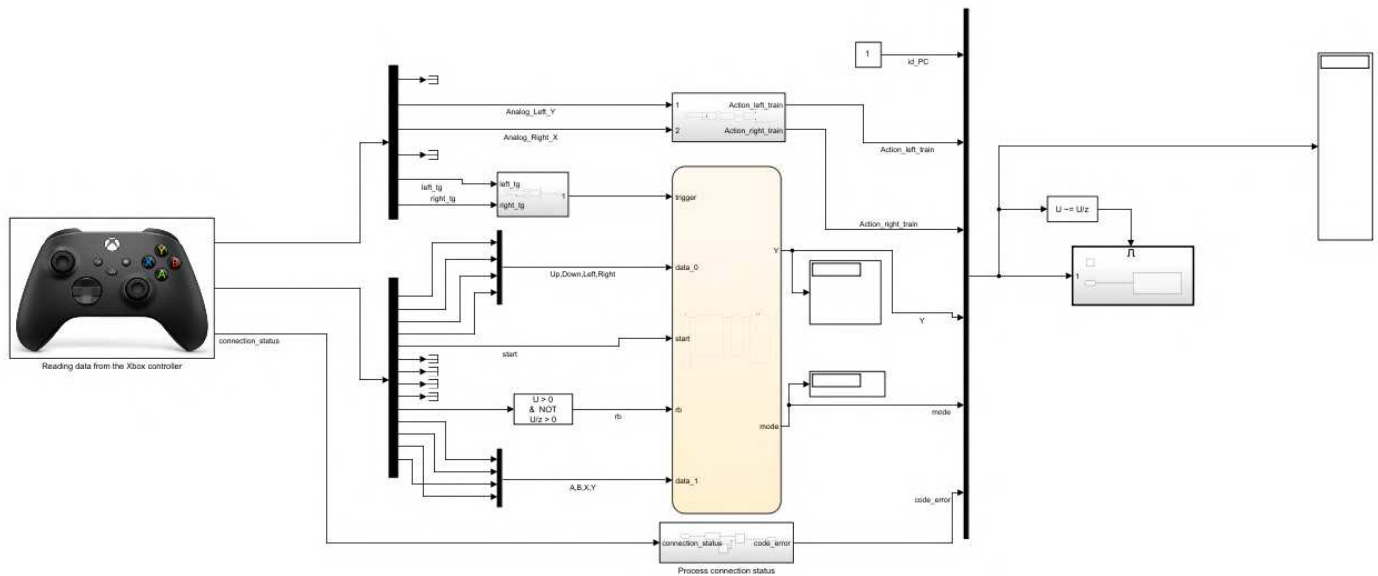 1
id_PC
Analog_Left_Y
Analog_Right_X
1
2
Action_left_train
Action_right_train
Action_left_train
Action_right_train
left_tg
right_tg
left_tg
right_tg
1
trigger
data_0
start
rb
data_1
Y
mode
Up,Down,Left,Right
start
U > 0
& NOT
U/z > 0
rb
A,B,X,Y
Y
X
B
A
Reading data from the Xbox controller
connection_status
connection_status
code_error
Process connection status
Y
mode
code_error
U ~= U/z
1